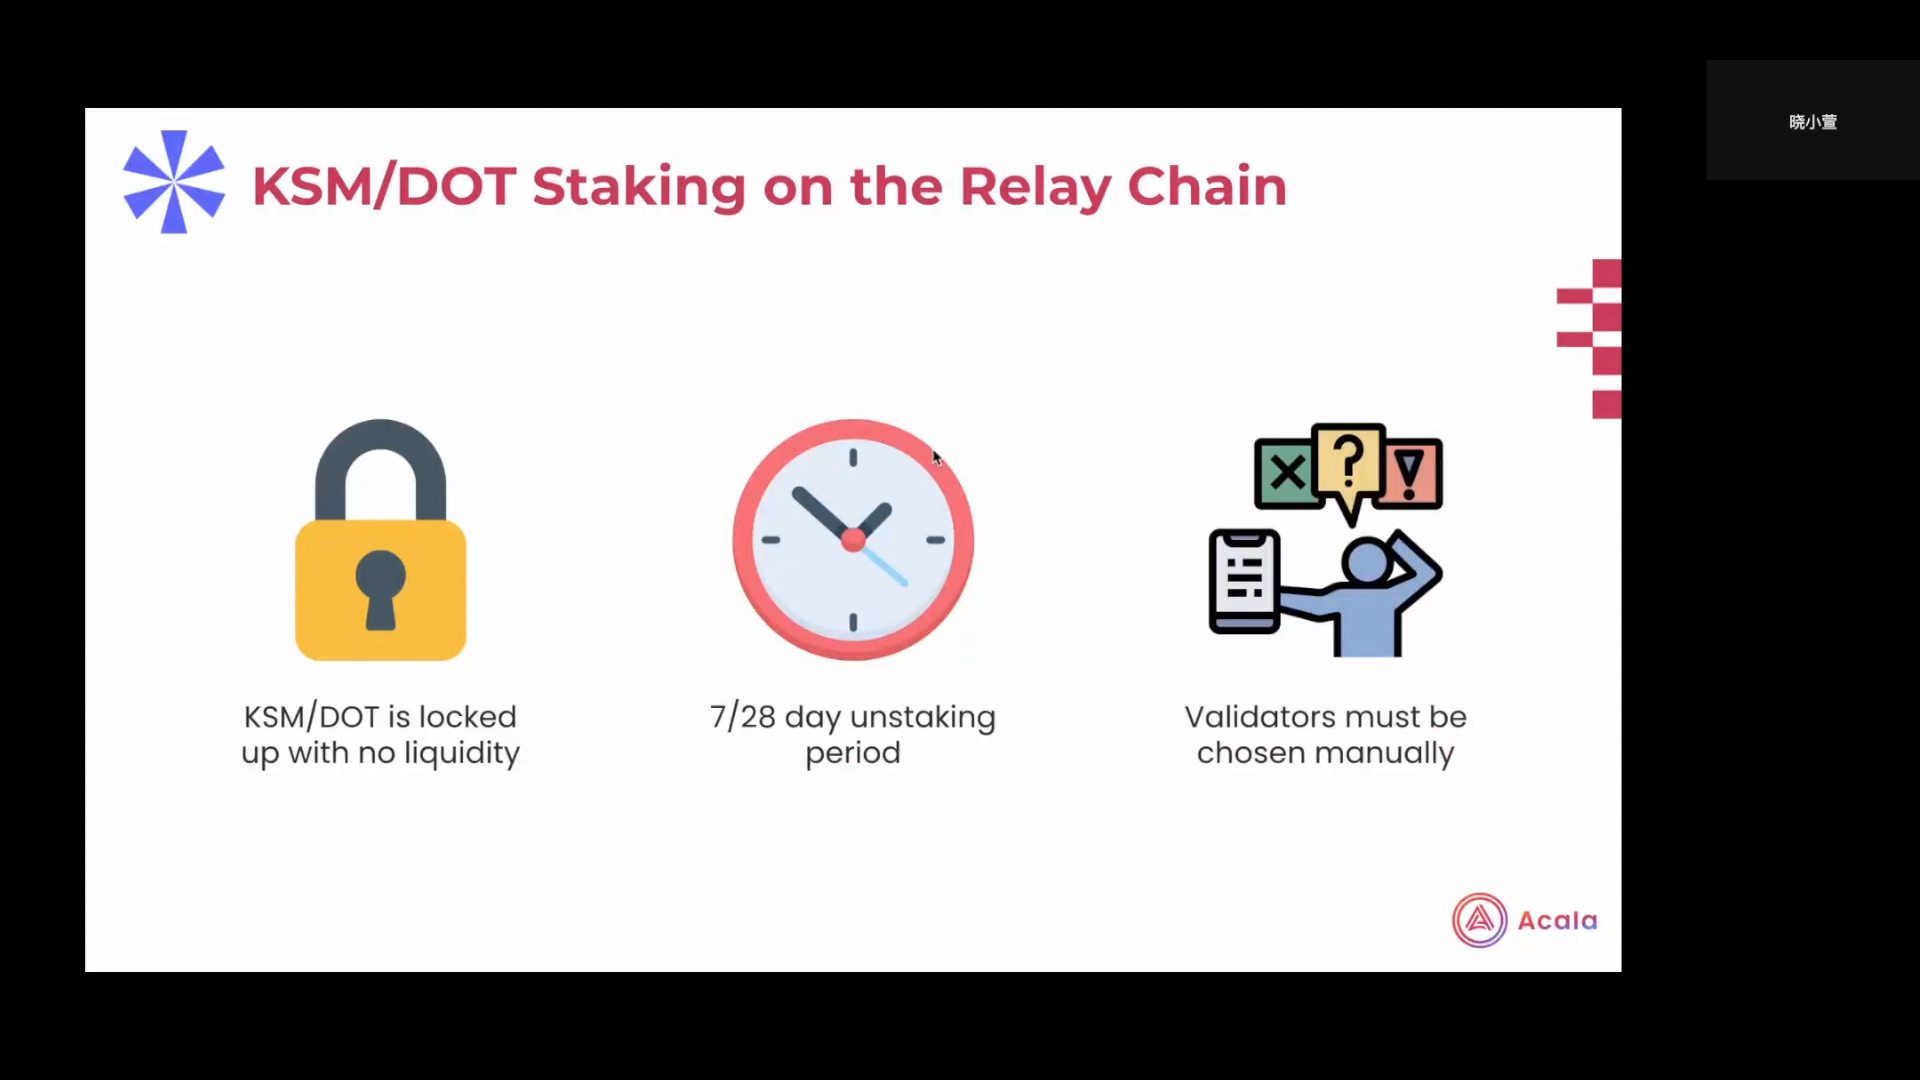 KSM/DOT Staking on the Relay Chain
晓小萱
KSM/DOT is locked
up with no liquidity
7/28 day unstaking
period
Validators must be
chosen manually
Acala